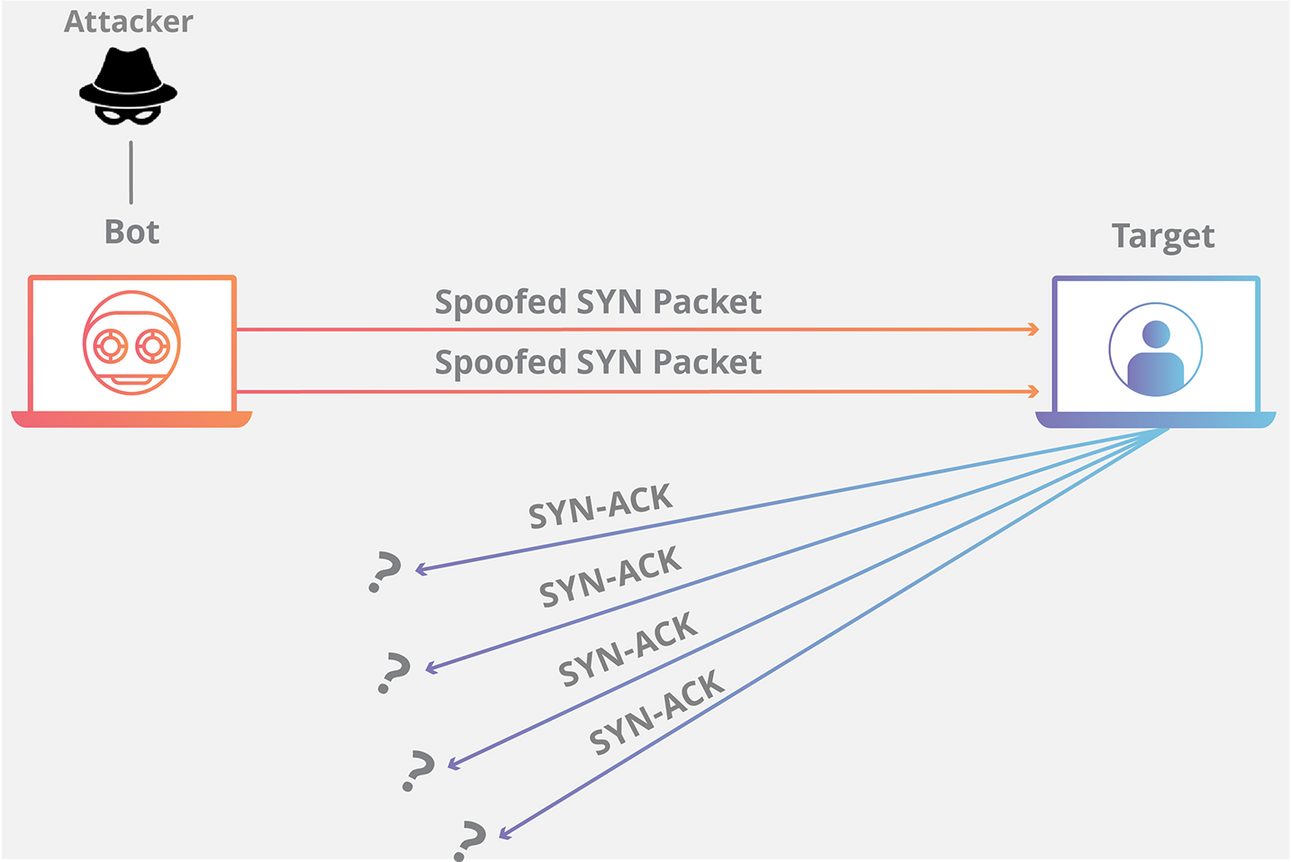 Attacker
Bot
Target
Spoofed SYN Packet
Spoofed SYN Packet
SYN-ACK
?
SYN-ACK
?
SYN-ACK
?
SYN-ACK
?